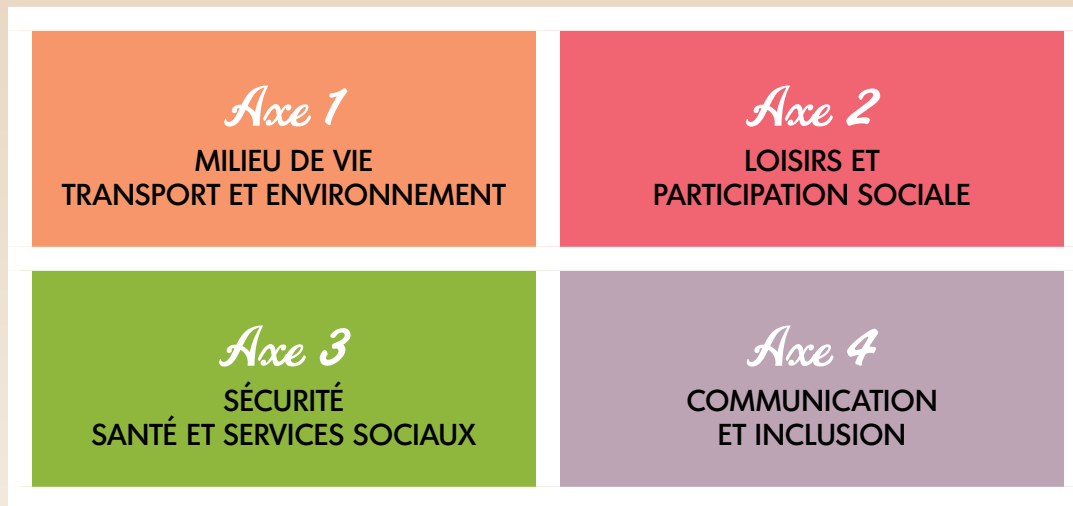 Axe 1
MILIEU DE VIE
TRANSPORT ET ENVIRONNEMENT
Axe 2
LOISIRS ET
PARTICIPATION SOCIALE
Axe 3
SÉCURITÉ
SANTÉ ET SERVICES SOCIAUX
Axe 4
COMMUNICATION
ET INCLUSION